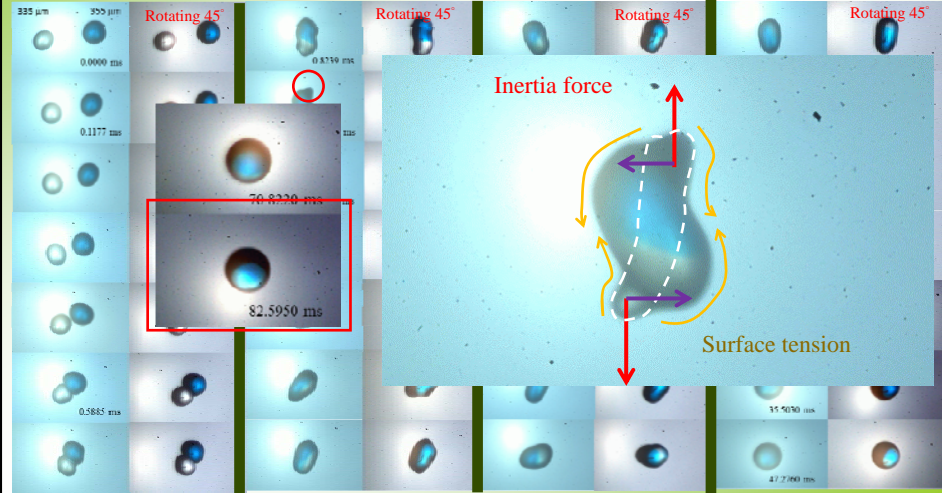 335 μm 355 μm Rotating 45° Rotating 45° Rotating 45° Rotating 45°
0.0000 ms 0.8239 ms
Inertia force
0.1177 ms ms
70.8220 ms
82.5950 ms
Surface tension
0.5885 ms 35.5030 ms
47.2760 ms